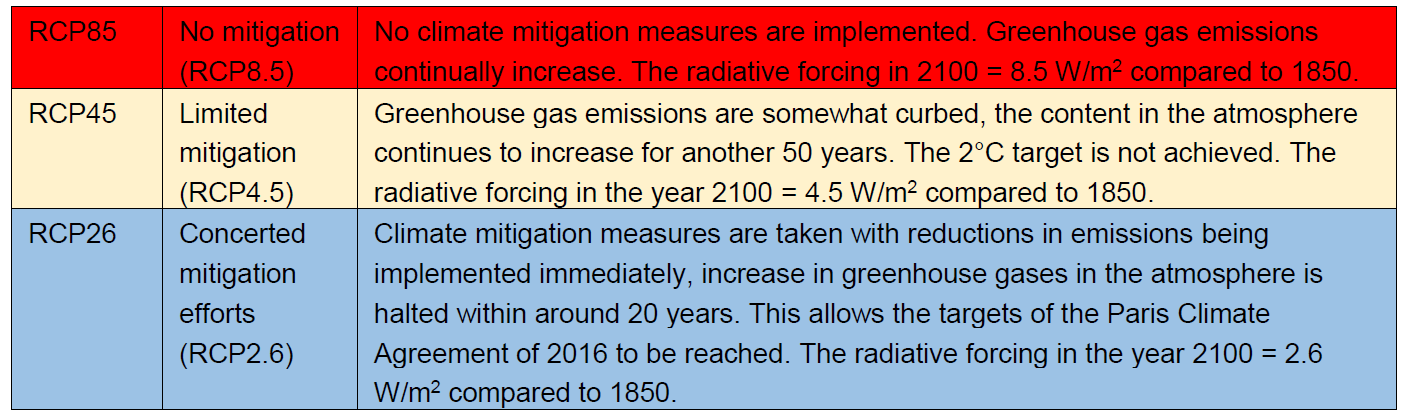 RCP85
No mitigation
(RCP8.5)
No climate mitigation measures are implemented. Greenhouse gas emissions
continually increase. The radiative forcing in 2100 = 8.5 W/m² compared to 1850.
RCP45
Limited
mitigation
(RCP4.5)
Greenhouse gas emissions are somewhat curbed, the content in the atmosphere
continues to increase for another 50 years. The 2°C target is not achieved. The
radiative forcing in the year 2100 = 4.5 W/m² compared to 1850.
RCP26
Concerted
mitigation
efforts
(RCP2.6)
Climate mitigation measures are taken with reductions in emissions being
implemented immediately, increase in greenhouse gases in the atmosphere is
halted within around 20 years. This allows the targets of the Paris Climate
Agreement of 2016 to be reached. The radiative forcing in the year 2100 = 2.6
W/m² compared to 1850.